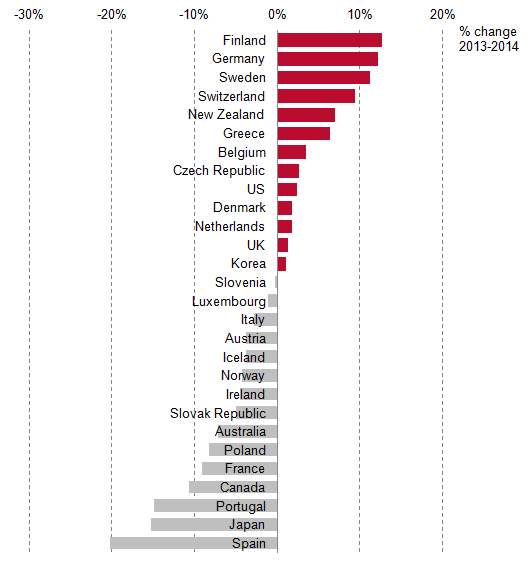 -30% -20% -10% 0% 10% 20%
% change
2013-2014
Finland
Germany
Sweden
Switzerland
New Zealand
Greece
Belgium
Czech Republic
US
Denmark
Netherlands
UK
Korea
Slovenia
Luxembourg
Italy
Austria
Iceland
Norway
Ireland
Slovak Republic
Australia
Poland
France
Canada
Portugal
Japan
Spain